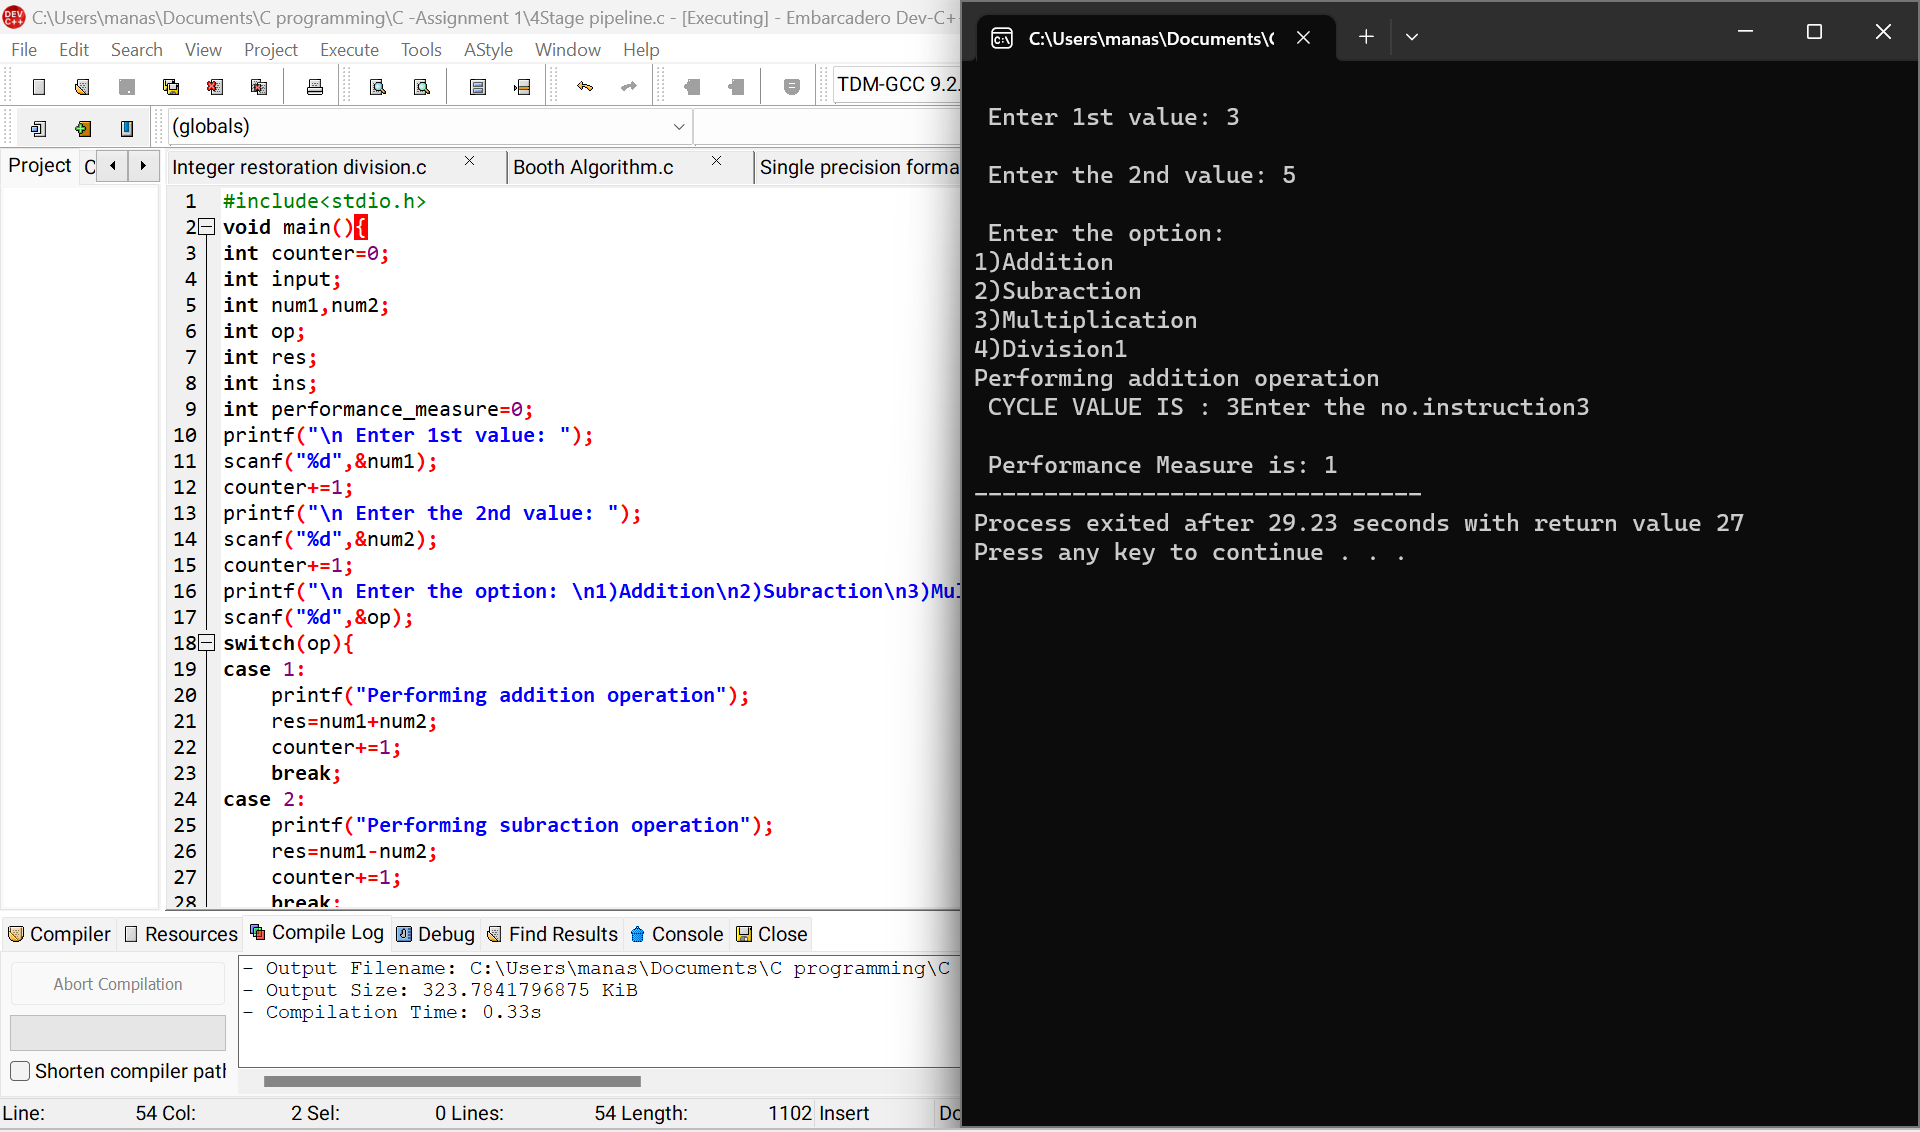 C:\Users\manas\Documents\C programming\C -Assignment 1\4Stage pipeline.c - [Executing] - Embarcadero Dev-C+
File Edit Search View Project Execute Tools AStyle Window Help
TDM-GCC 9.2.
(globals)
Project C
Integer restoration division.c
Booth Algorithm.c
Single precision forma
1 #include<stdio.h>
2 void main(){
3 int counter=0;
4 int input;
5 int num1,num2;
6 int op;
7 int res;
8 int ins;
9 int performance_measure=0;
10 printf("\n Enter 1st value: ");
11 scanf("%d",&num1);
12 counter+=1;
13 printf("\n Enter the 2nd value: ");
14 scanf("%d",&num2);
15 counter+=1;
16 printf("\n Enter the option: \n1)Addition\n2)Subraction\n3)Mul
17 scanf("%d",&op);
18 switch(op){
19 case 1:
20 printf("Performing addition operation");
21 res=num1+num2;
22 counter+=1;
23 break;
24 case 2:
25 printf("Performing subraction operation");
26 res=num1-num2;
27 counter+=1;
28 break;
Compiler Resources Compile Log Debug Find Results Console Close
Abort Compilation
Shorten compiler path
- Output Filename: C:\Users\manas\Documents\C programming\C
- Output Size: 323.7841796875 KiB
- Compilation Time: 0.33s
Line: 54 Col: 2 Sel: 0 Lines: 54 Length: 1102 Insert Do
C:\Users\manas\Documents\C
Enter 1st value: 3
Enter the 2nd value: 5
Enter the option:
1)Addition
2)Subraction
3)Multiplication
4)Division1
Performing addition operation
CYCLE VALUE IS : 3Enter the no.instruction3
Performance Measure is: 1
--------------------------------
Process exited after 29.23 seconds with return value 27
Press any key to continue . . .